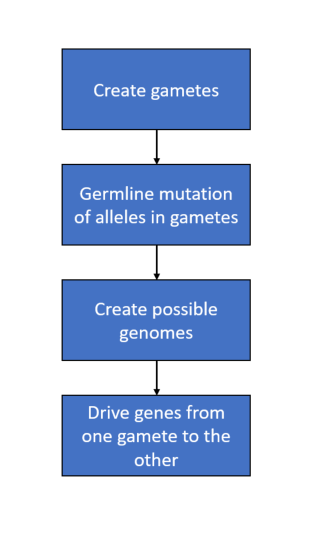 Create gametes
Germline mutation
of alleles in gametes
Create possible
genomes
Drive genes from
one gamete to the
other